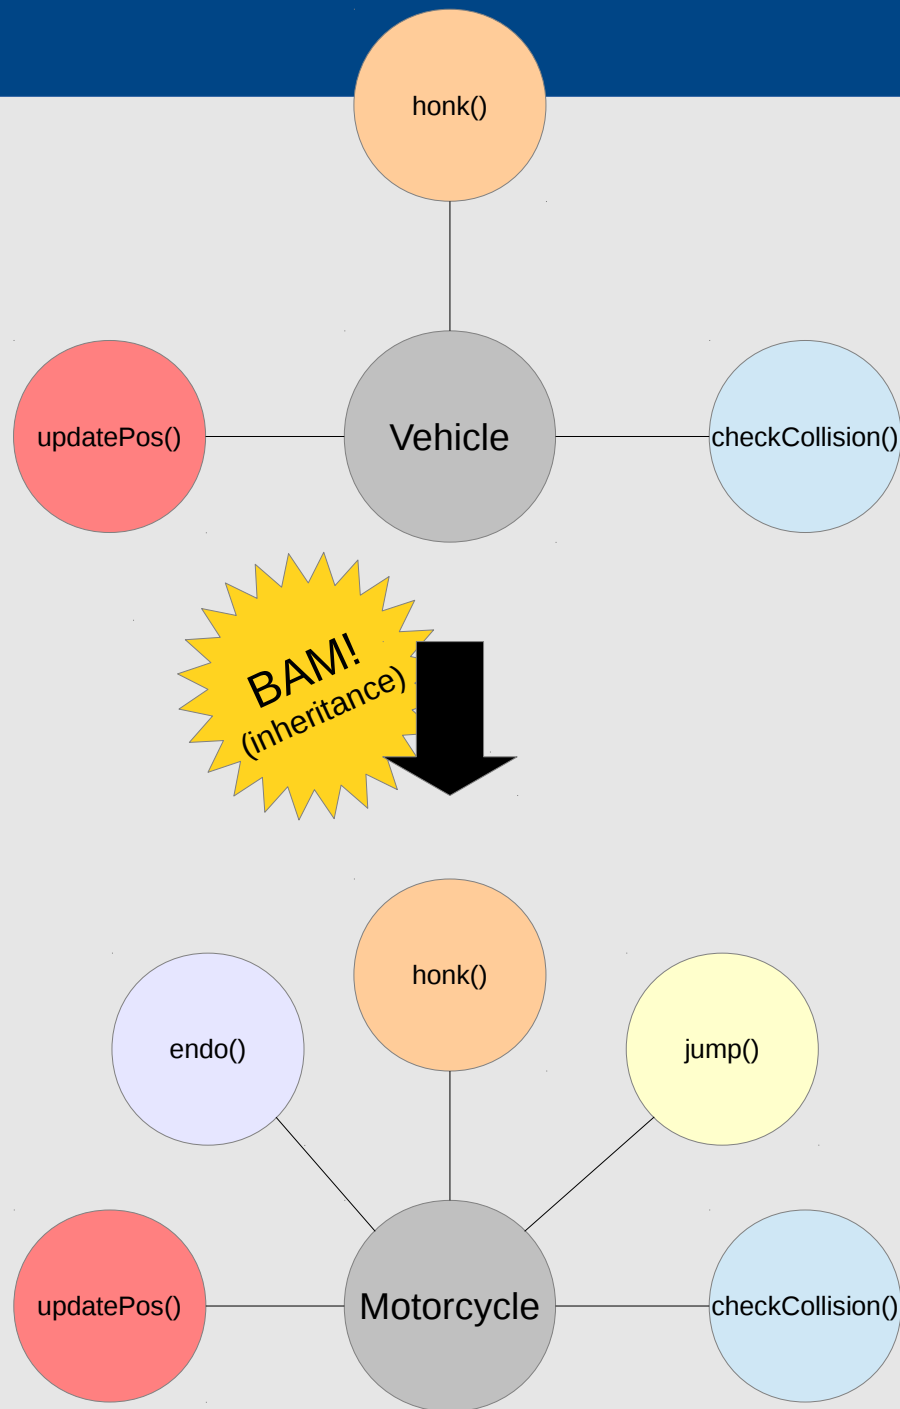 honk()
updatePos()
Vehicle
checkCollision()
BAM!
(inheritance)
honk()
endo()
jump()
updatePos()
Motorcycle
checkCollision()